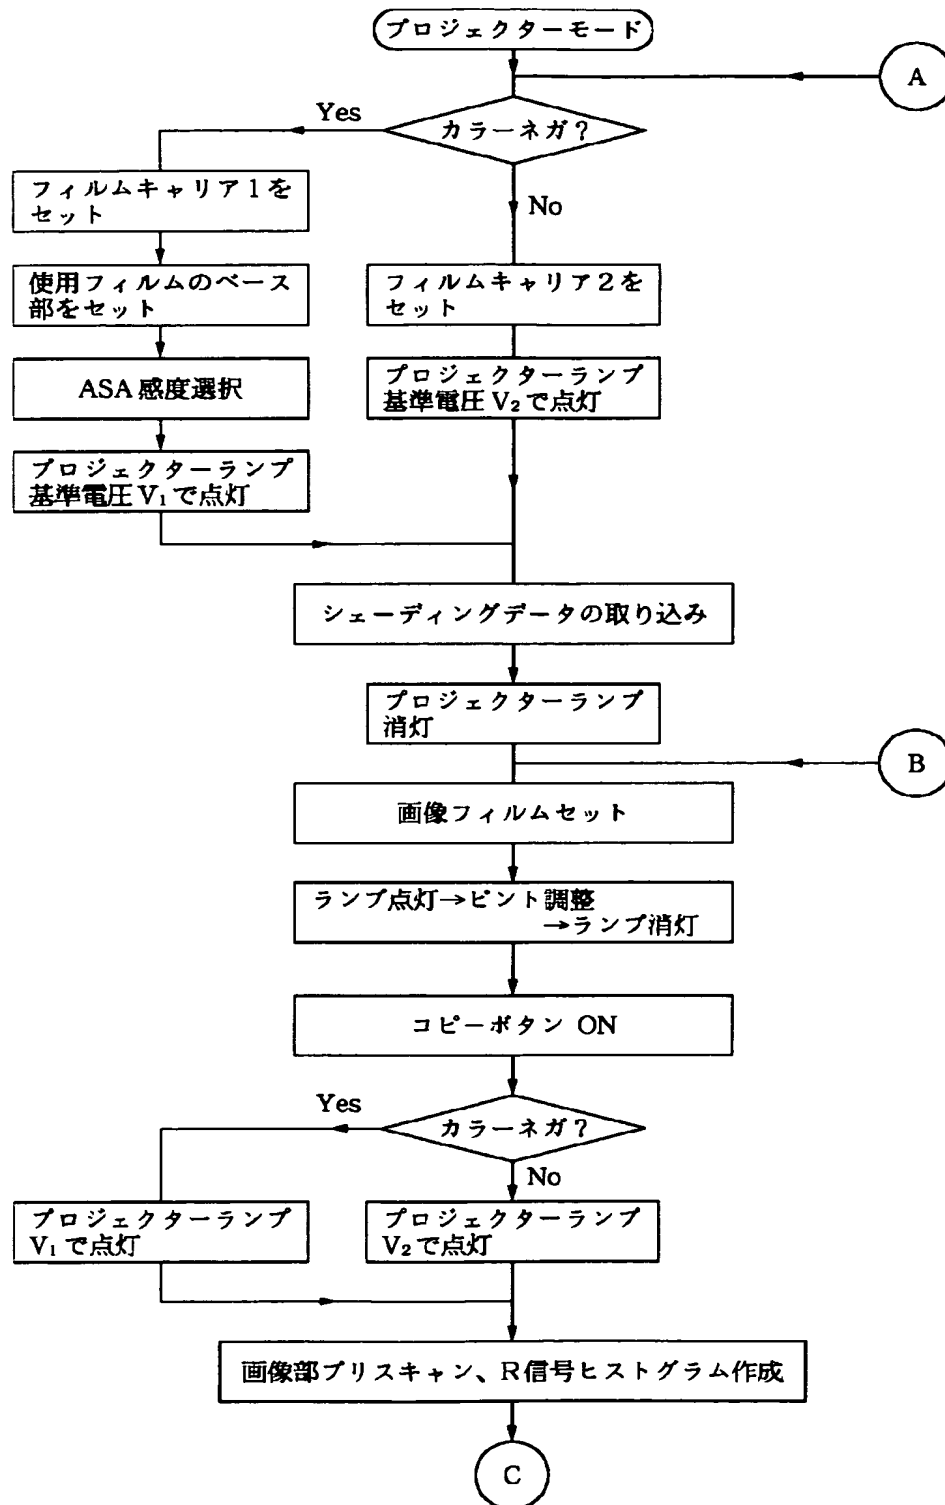 プロジェクターモード
A
カラーネガ？
Yes
No
フィルムキャリア1を
セット
使用フィルムのベース
部をセット
ASA感度選択
プロジェクターランプ
基準電圧V₁で点灯
フィルムキャリア2を
セット
プロジェクターランプ
基準電圧V₂で点灯
シェーディングデータの取り込み
プロジェクターランプ
消灯
B
画像フィルムセット
ランプ点灯→ピント調整
→ランプ消灯
コピーボタン ON
カラーネガ？
Yes
No
プロジェクターランプ
V₁で点灯
プロジェクターランプ
V₂で点灯
画像部プリスキャン、R信号ヒストグラム作成
C